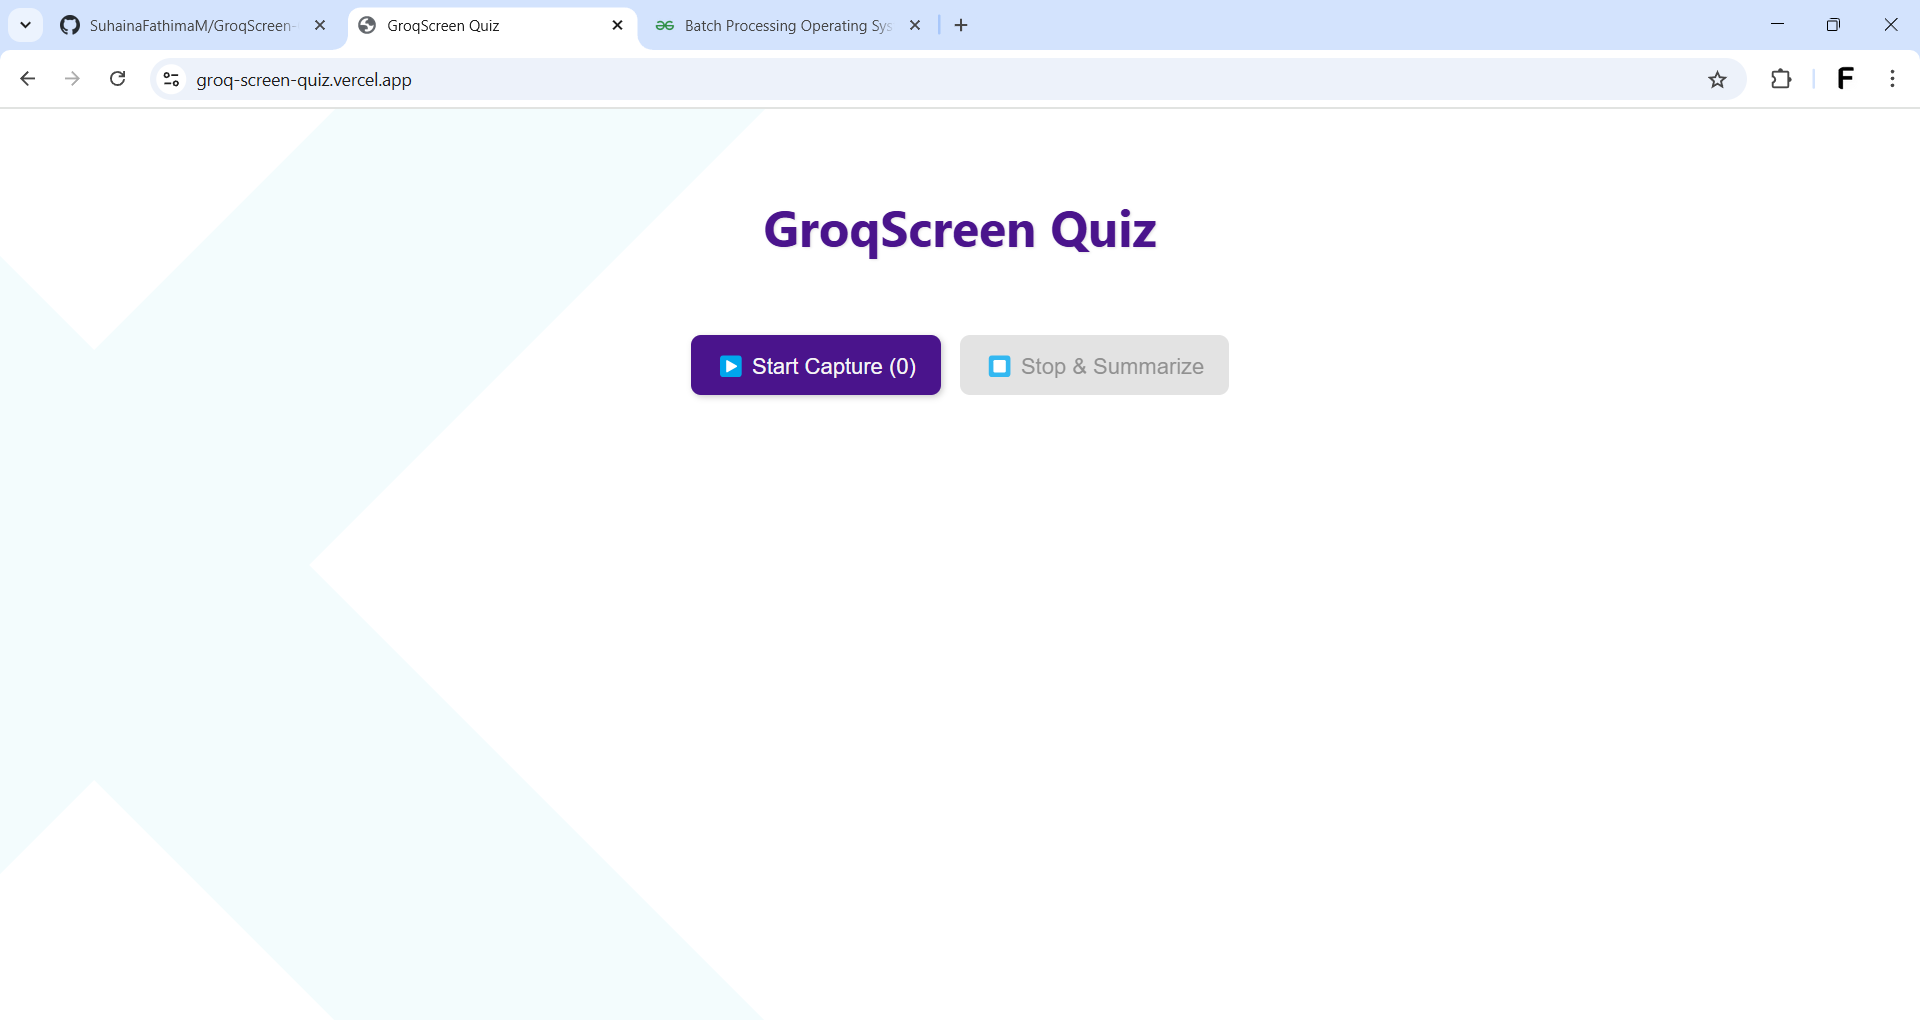 SuhainaFathimaM/GroqScreen-
GroqScreen Quiz
Batch Processing Operating Sys
groq-screen-quiz.vercel.app
F
GroqScreen Quiz
Start Capture (0)
Stop & Summarize